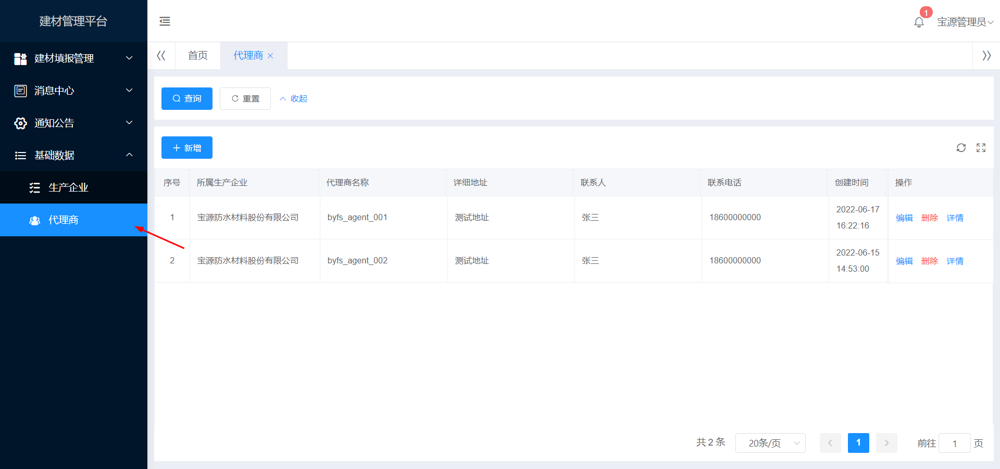 建材管理平台
建材填报管理
消息中心
通知公告
基础数据
生产企业
代理商
1
宝源管理员
首页
代理商
查询
重置
收起
新增
序号 所属生产企业 代理商名称 详细地址 联系人 联系电话 创建时间 操作
1 宝源防水材料股份有限公司 byfs_agent_001 测试地址 张三 18600000000 2022-06-17 16:22:16 编辑 删除 详情
2 宝源防水材料股份有限公司 byfs_agent_002 测试地址 张三 18600000000 2022-06-15 14:53:00 编辑 删除 详情
共 2 条 20条/页 1 前往 1 页